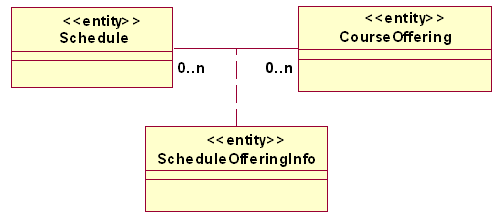 <<entity>>
Schedule
<<entity>>
CourseOffering
0..n
0..n
<<entity>>
ScheduleOfferingInfo